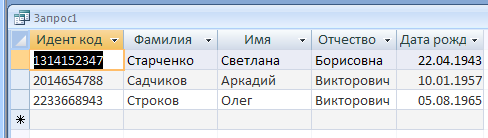 Запрос1
Идент код Фамилия Имя Отчество Дата рожд
1314152347 Старченко Светлана Борисовна 22.04.1943
2014654788 Садчиков Аркадий Викторович 10.01.1957
2233668943 Строков Олег Викторович 05.08.1965